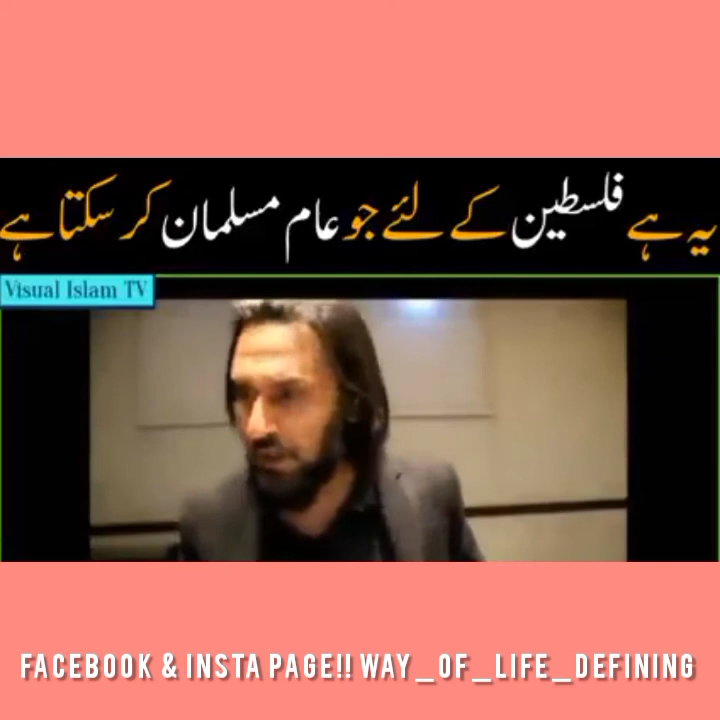 یہ ہے فلسطین کے لئے جو عام مسلمان کر سکتا ہے
Visual Islam TV
FACEBOOK & INSTA PAGE!! WAY_OF_LIFE_DEFINING